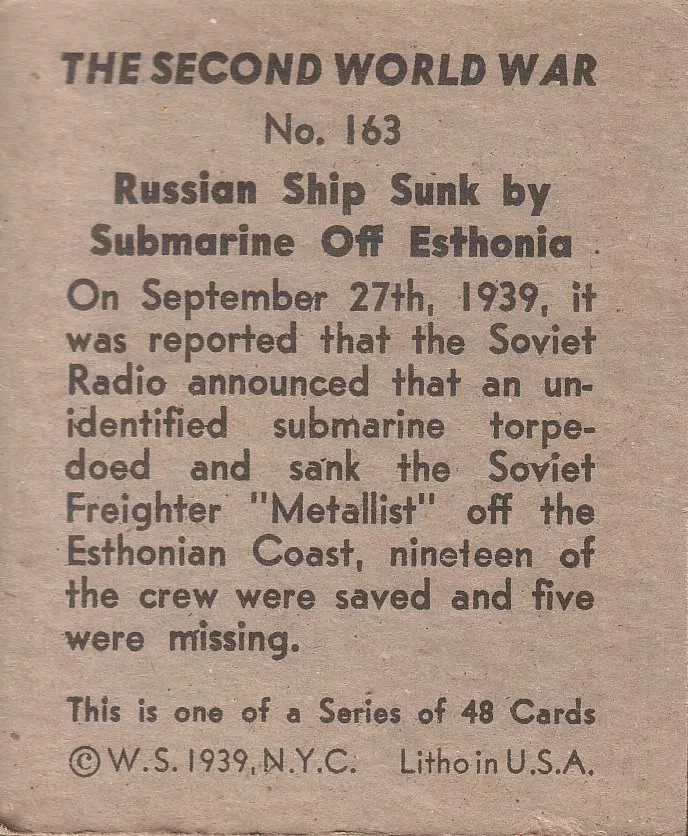 THE SECOND WORLD WAR
No. 163
Russian Ship Sunk by
Submarine Off Esthonia
On September 27th, 1939, it
was reported that the Soviet
Radio announced that an un-
identified submarine torpe-
doed and sank the Soviet
Freighter "Metallist" off the
Esthonian Coast, nineteen of
the crew were saved and five
were missing.
This is one of a Series of 48 Cards
©W.S. 1939, N.Y.C. Litho in U.S.A.